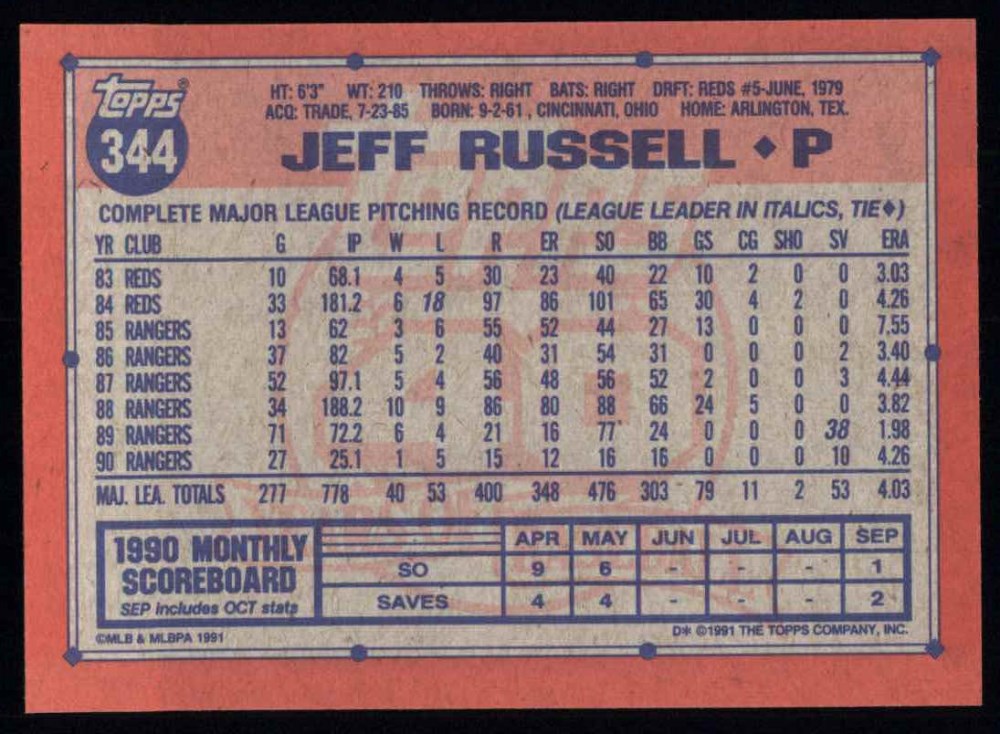 topps®
344
HT: 6'3" WT: 210 THROWS: RIGHT BATS: RIGHT DRFT: REDS #5-JUNE, 1979
ACQ: TRADE, 7-23-85 BORN: 9-2-61, CINCINNATI, OHIO HOME: ARLINGTON, TEX.
JEFF RUSSELL ♦ P
COMPLETE MAJOR LEAGUE PITCHING RECORD (LEAGUE LEADER IN ITALICS, TIE♦)
YR CLUB G IP W L R ER SO BB GS CG SHO SV ERA
83 REDS 10 68.1 4 5 30 23 40 22 10 2 0 0 3.03
84 REDS 33 181.2 6 18 97 86 101 65 30 4 2 0 4.26
85 RANGERS 13 62 3 6 55 52 44 27 13 0 0 0 7.55
86 RANGERS 37 82 5 2 40 31 54 31 0 0 0 2 3.40
87 RANGERS 52 97.1 5 4 56 48 56 52 2 0 0 3 4.44
88 RANGERS 34 188.2 10 9 86 80 88 66 24 5 0 0 3.82
89 RANGERS 71 72.2 6 4 21 16 77 24 0 0 0 38 1.98
90 RANGERS 27 25.1 1 5 15 12 16 16 0 0 0 10 4.26
MAJ. LEA. TOTALS 277 778 40 53 400 348 476 303 79 11 2 53 4.03
1990 MONTHLY SCOREBOARD
SEP includes OCT stats
APR MAY JUN JUL AUG SEP
SO 9 6 - - - 1
SAVES 4 4 - - - 2
©MLB & MLBPA 1991
D* ©1991 THE TOPPS COMPANY, INC.